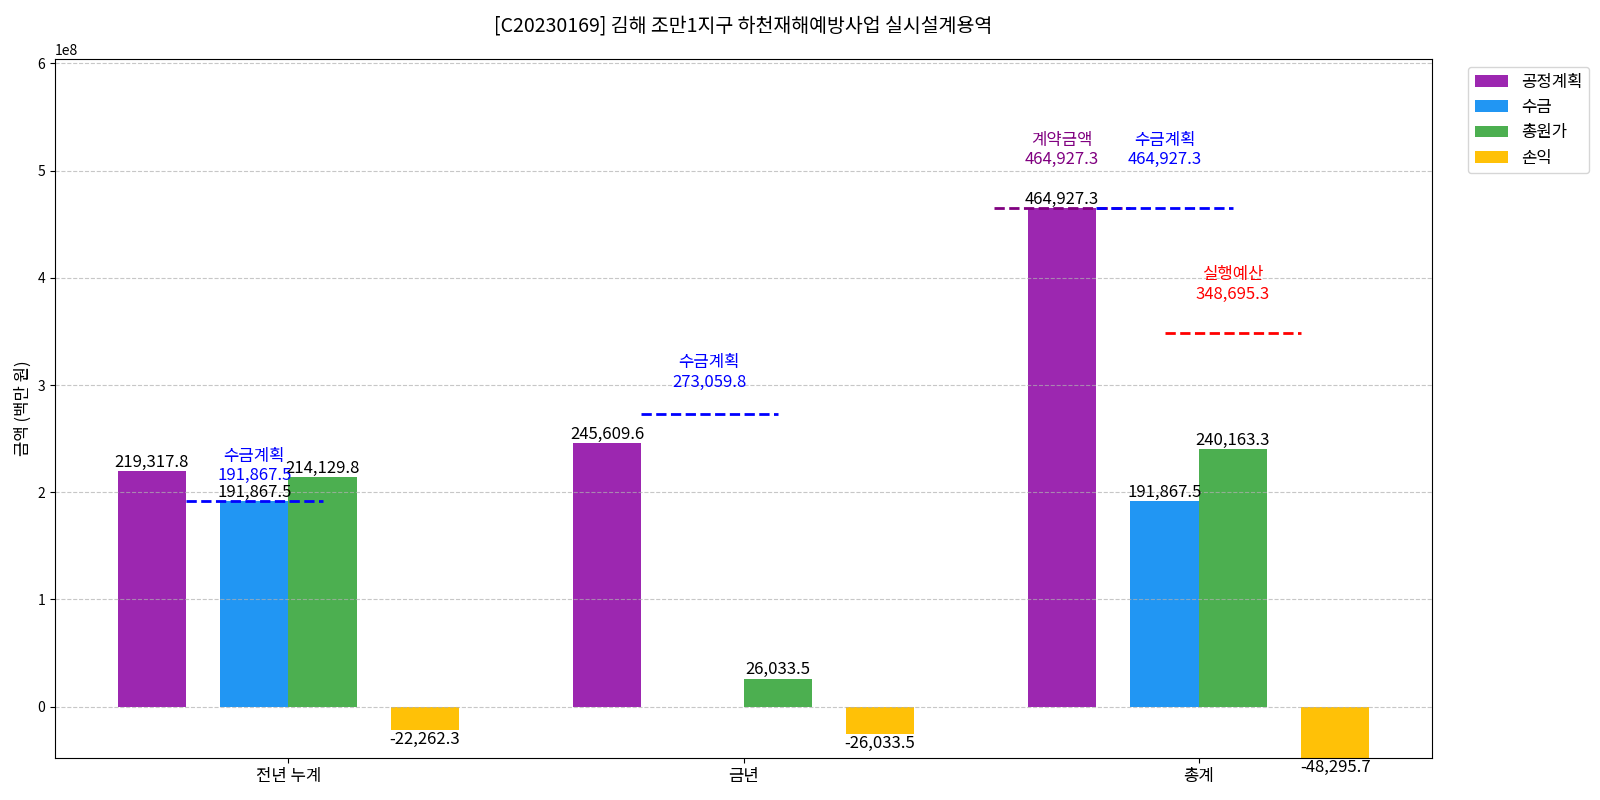 [C20230169] 김해 조만1지구 하천재해예방사업 실시설계용역
1e8
6
5
4
3
2
1
0
금액 (백만 원)
공정계획
수금
총원가
손익
계약금액
464,927.3
수금계획
464,927.3
464,927.3
실행예산
348,695.3
수금계획
273,059.8
245,609.6
수금계획
191,867.5
219,317.8
191,867.5
214,129.8
240,163.3
191,867.5
26,033.5
-22,262.3
-26,033.5
-48,295.7
전년 누계
금년
총계